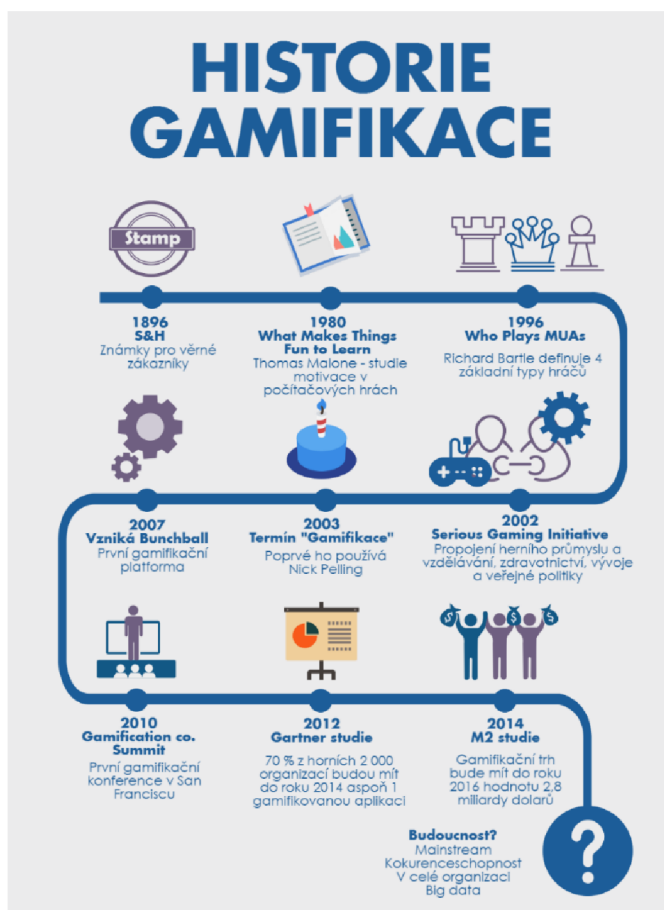 HISTORIE
GAMIFIKACE
Stamp
1896
S&H
Známky pro věrné
zákazníky
1980
What Makes Things
Fun to Learn
Thomas Malone - studie
motivace v
počítačových hrách
1996
Who Plays MUAs
Richard Bartle definuje 4
základní typy hráčů
2007
Vzniká Bunchball
První gamifikační
platforma
2003
Termín "Gamifikace"
Poprvé ho používá
Nick Pelling
2002
Serious Gaming Initiative
Propojení herního průmyslu a
vzdělávání, zdravotnictví, vývoje
a veřejné politiky
2010
Gamification co.
Summit
První gamifikační
konference v San
Franciscu
2012
Gartner studie
70 % z horních 2 000
organizací budou mít
do roku 2014 aspoň 1
gamifikovanou aplikaci
$ $ $
2014
M2 studie
Gamifikační trh
bude mít do roku
2016 hodnotu 2,8
miliardy dolarů
Budoucnost?
Mainstream
Kokurenceschopnost
V celé organizaci
Big data
?